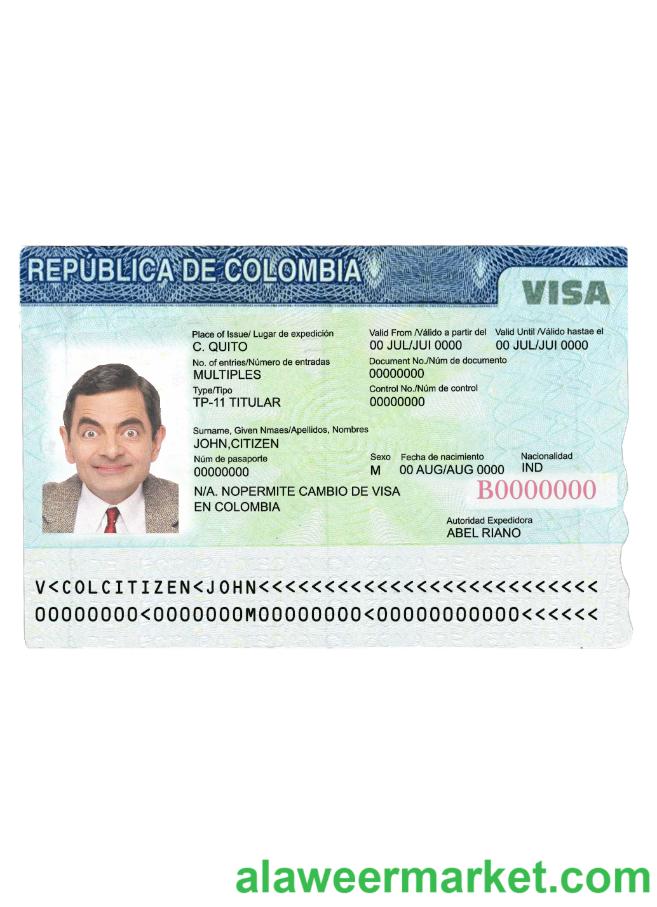 REPÚBLICA DE COLOMBIA
VISA
Place of Issue/ Lugar de expedición
C. QUITO
Valid From /Válido a partir del
00 JUL/JUI 0000
Valid Until /Válido hastae el
00 JUL/JUI 0000
No. of entries/Número de entradas
MULTIPLES
Document No./Núm de documento
00000000
Type/Tipo
TP-11 TITULAR
Control No./Núm de control
00000000
Surname, Given Nmaes/Apellidos, Nombres
JOHN,CITIZEN
Núm de pasaporte
00000000
Sexo
M
Fecha de nacimiento
00 AUG/AUG 0000
Nacionalidad
IND
N/A. NOPERMITE CAMBIO DE VISA
EN COLOMBIA
B0000000
Autoridad Expedidora
ABEL RIANO
V<COLCITIZEN<JOHN<<<<<<<<<<<<<<<<<<<<<<<<<<
00000000<0000000M00000000<00000000000<<<<<<
alaweermarket.com